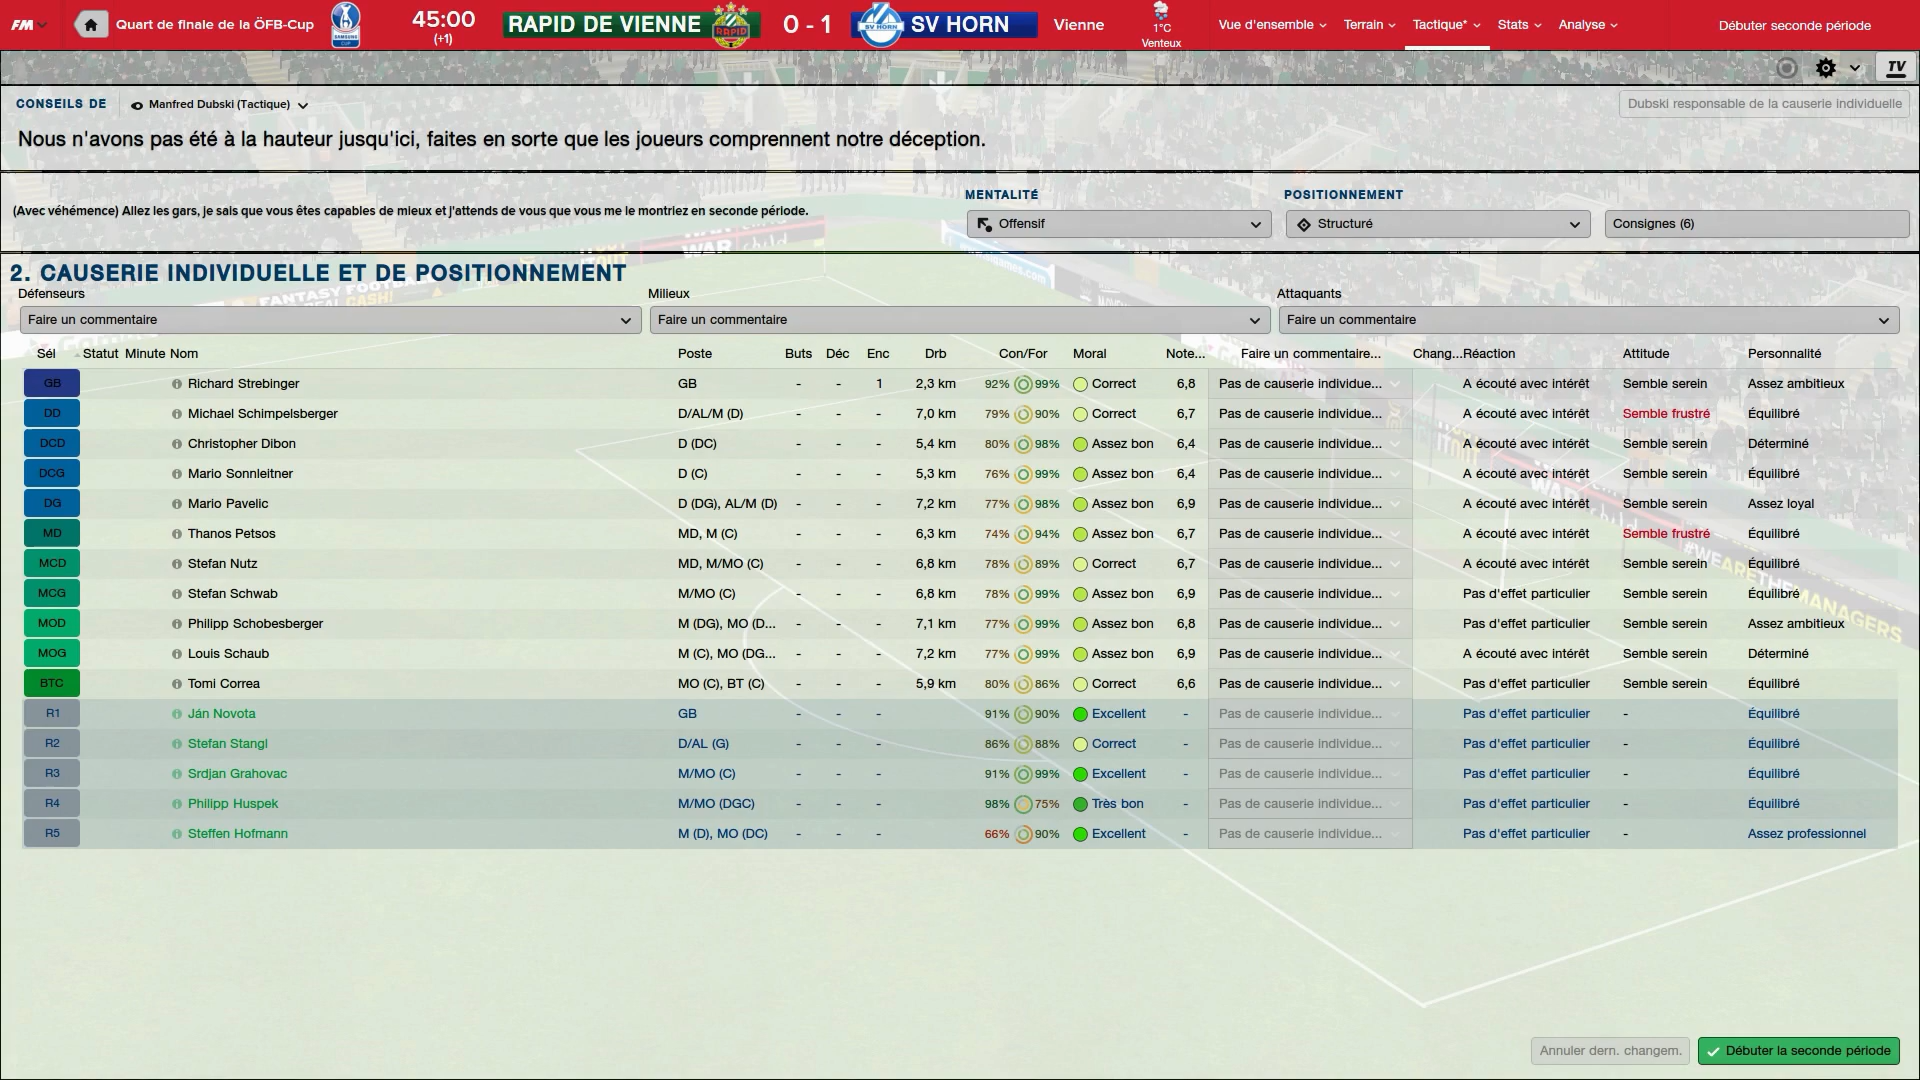 FM
Quart de finale de la ÖFB-Cup
SAMSUNG CUP
45:00
(+1)
RAPID DE VIENNE
RAPID
0 - 1
SV HORN
SV HORN
Vienne
1°C
Venteux
Vue d'ensemble
Terrain
Tactique*
Stats
Analyse
Débuter seconde période
TV
CONSEILS DE
Manfred Dubski (Tactique)
Dubski responsable de la causerie individuelle
Nous n'avons pas été à la hauteur jusqu'ici, faites en sorte que les joueurs comprennent notre déception.
(Avec véhémence) Allez les gars, je sais que vous êtes capables de mieux et j'attends de vous que vous me le montriez en seconde période.
MENTALITÉ
Offensif
POSITIONNEMENT
Structuré
Consignes (6)
2. CAUSERIE INDIVIDUELLE ET DE POSITIONNEMENT
Défenseurs
Milieux
Attaquants
Faire un commentaire
Faire un commentaire
Faire un commentaire
Sél Statut Minute Nom Poste Buts Déc Enc Drb Con/For Moral Note... Faire un commentaire... Chang... Réaction Attitude Personnalité
GB Richard Strebinger GB - - 1 2,3 km 92% 99% Correct 6,8 Pas de causerie individue... A écouté avec intérêt Semble serein Assez ambitieux
DD Michael Schimpelsberger D/AL/M (D) - - - 7,0 km 79% 90% Correct 6,7 Pas de causerie individue... A écouté avec intérêt Semble frustré Équilibré
DCD Christopher Dibon D (DC) - - - 5,4 km 80% 98% Assez bon 6,4 Pas de causerie individue... A écouté avec intérêt Semble serein Déterminé
DCG Mario Sonnleitner D (C) - - - 5,3 km 76% 99% Assez bon 6,4 Pas de causerie individue... A écouté avec intérêt Semble serein Équilibré
DG Mario Pavelic D (DG), AL/M (D) - - - 7,2 km 77% 98% Assez bon 6,9 Pas de causerie individue... A écouté avec intérêt Semble serein Assez loyal
MD Thanos Petsos MD, M (C) - - - 6,3 km 74% 94% Assez bon 6,7 Pas de causerie individue... A écouté avec intérêt Semble frustré Équilibré
MCD Stefan Nutz MD, M/MO (C) - - - 6,8 km 78% 89% Correct 6,7 Pas de causerie individue... A écouté avec intérêt Semble serein Équilibré
MCG Stefan Schwab M/MO (C) - - - 6,8 km 78% 99% Assez bon 6,9 Pas de causerie individue... Pas d'effet particulier Semble serein Équilibré
MOD Philipp Schobesberger M (DG), MO (D... - - - 7,1 km 77% 99% Assez bon 6,8 Pas de causerie individue... Pas d'effet particulier Semble serein Assez ambitieux
MOG Louis Schaub M (C), MO (DG... - - - 7,2 km 77% 99% Assez bon 6,9 Pas de causerie individue... A écouté avec intérêt Semble serein Déterminé
BTC Tomi Correa MO (C), BT (C) - - - 5,9 km 80% 86% Correct 6,6 Pas de causerie individue... Pas d'effet particulier Semble serein Équilibré
R1 Ján Novota GB - - - 91% 90% Excellent - Pas de causerie individue... Pas d'effet particulier - Équilibré
R2 Stefan Stangl D/AL (G) - - - 86% 88% Correct - Pas de causerie individue... Pas d'effet particulier - Équilibré
R3 Srdjan Grahovac M/MO (C) - - - 91% 99% Excellent - Pas de causerie individue... Pas d'effet particulier - Équilibré
R4 Philipp Huspek M/MO (DGC) - - - 98% 75% Très bon - Pas de causerie individue... Pas d'effet particulier - Équilibré
R5 Steffen Hofmann M (D), MO (DC) - - - 66% 90% Excellent - Pas de causerie individue... Pas d'effet particulier - Assez professionnel
FANTASY FOOTBALL
CASH!
#WEARETHEMANAGERS
Annuler dern. changem.
Débuter la seconde période